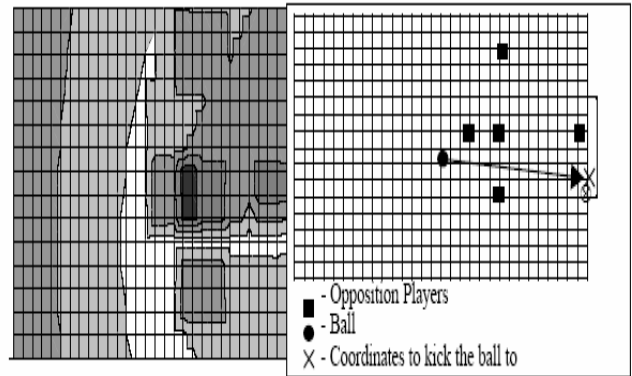 - Opposition Players
- Ball
- Coordinates to kick the ball to